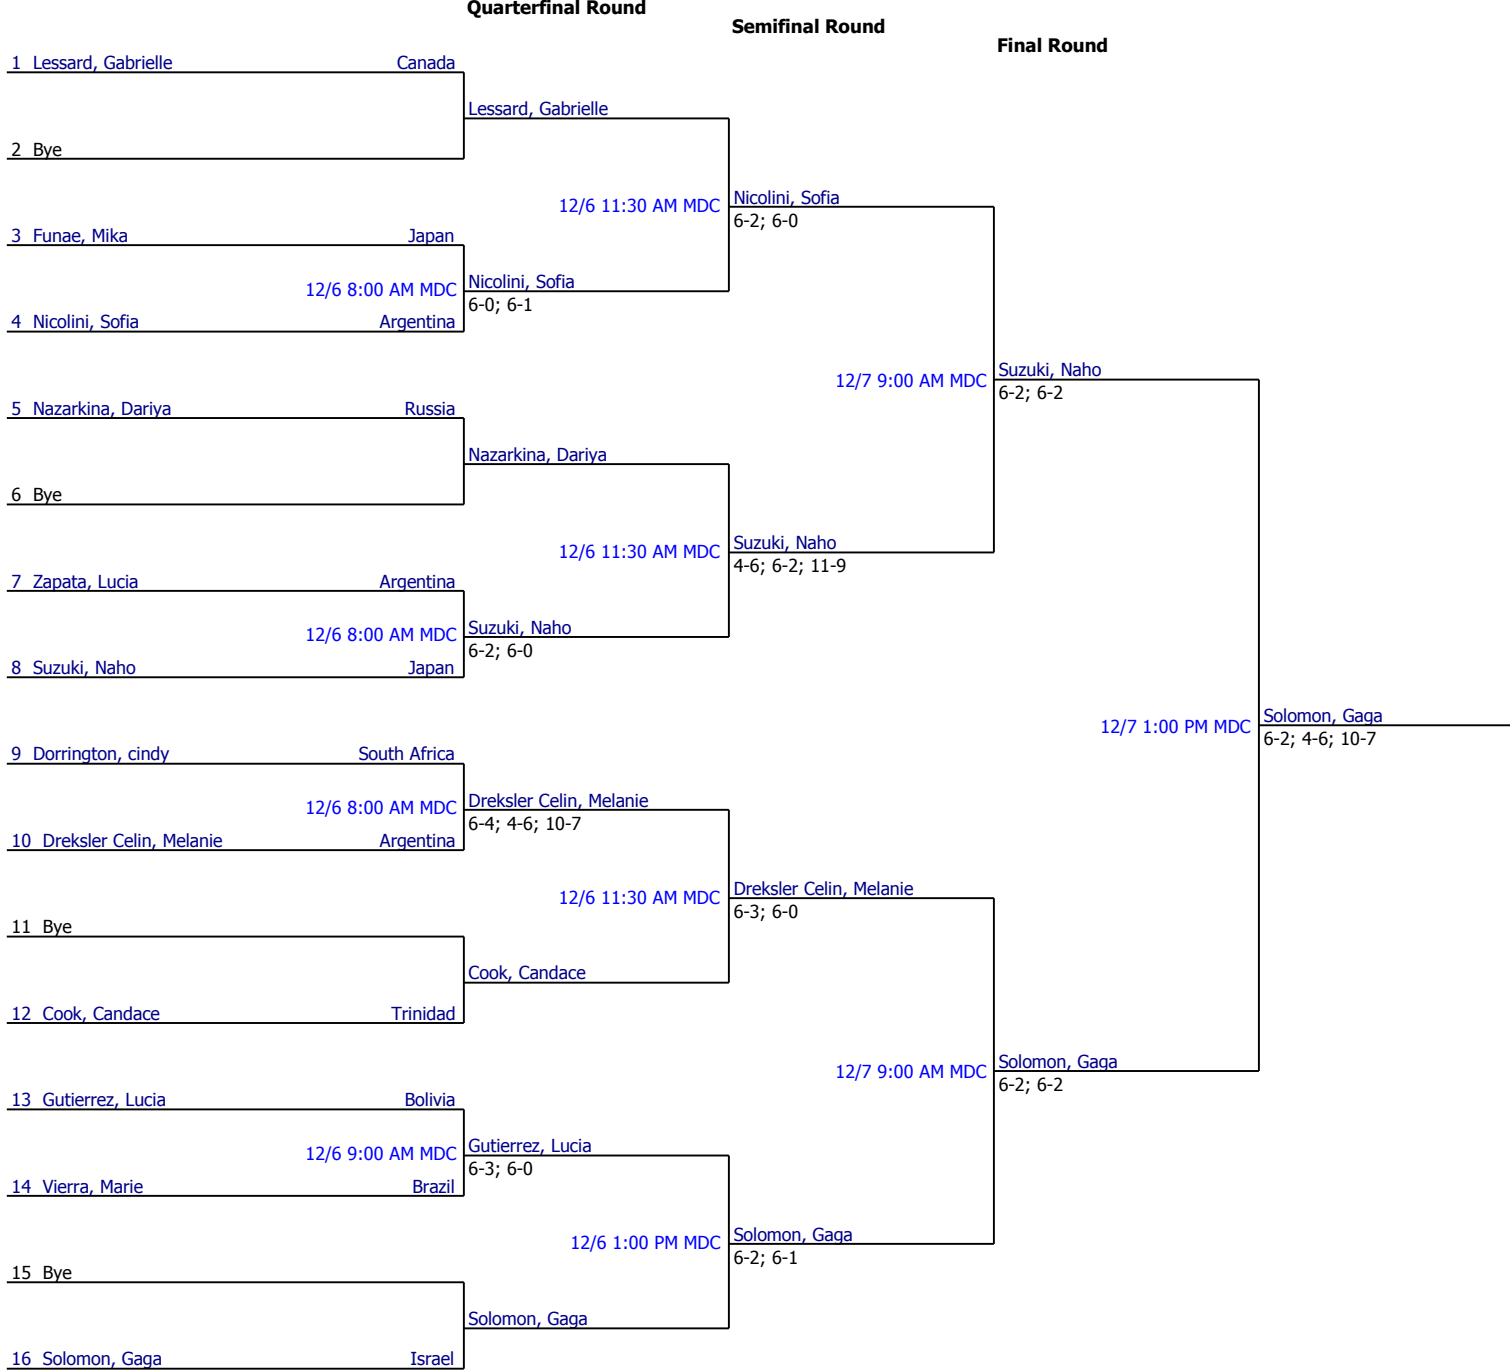 Quarterfinal Round
Semifinal Round
Final Round
1 Lessard, Gabrielle Canada
Lessard, Gabrielle
2 Bye
12/6 11:30 AM MDC Nicolini, Sofia
6-2; 6-0
3 Funae, Mika Japan
12/6 8:00 AM MDC Nicolini, Sofia
6-0; 6-1
4 Nicolini, Sofia Argentina
12/7 9:00 AM MDC Suzuki, Naho
6-2; 6-2
5 Nazarkina, Dariya Russia
Nazarkina, Dariya
6 Bye
12/6 11:30 AM MDC Suzuki, Naho
4-6; 6-2; 11-9
7 Zapata, Lucia Argentina
12/6 8:00 AM MDC Suzuki, Naho
6-2; 6-0
8 Suzuki, Naho Japan
12/7 1:00 PM MDC Solomon, Gaga
6-2; 4-6; 10-7
9 Dorrington, cindy South Africa
12/6 8:00 AM MDC Dreksler Celin, Melanie
6-4; 4-6; 10-7
10 Dreksler Celin, Melanie Argentina
12/6 11:30 AM MDC Dreksler Celin, Melanie
6-3; 6-0
11 Bye
Cook, Candace
12 Cook, Candace Trinidad
12/7 9:00 AM MDC Solomon, Gaga
6-2; 6-2
13 Gutierrez, Lucia Bolivia
12/6 9:00 AM MDC Gutierrez, Lucia
6-3; 6-0
14 Vierra, Marie Brazil
12/6 1:00 PM MDC Solomon, Gaga
6-2; 6-1
15 Bye
Solomon, Gaga
16 Solomon, Gaga Israel